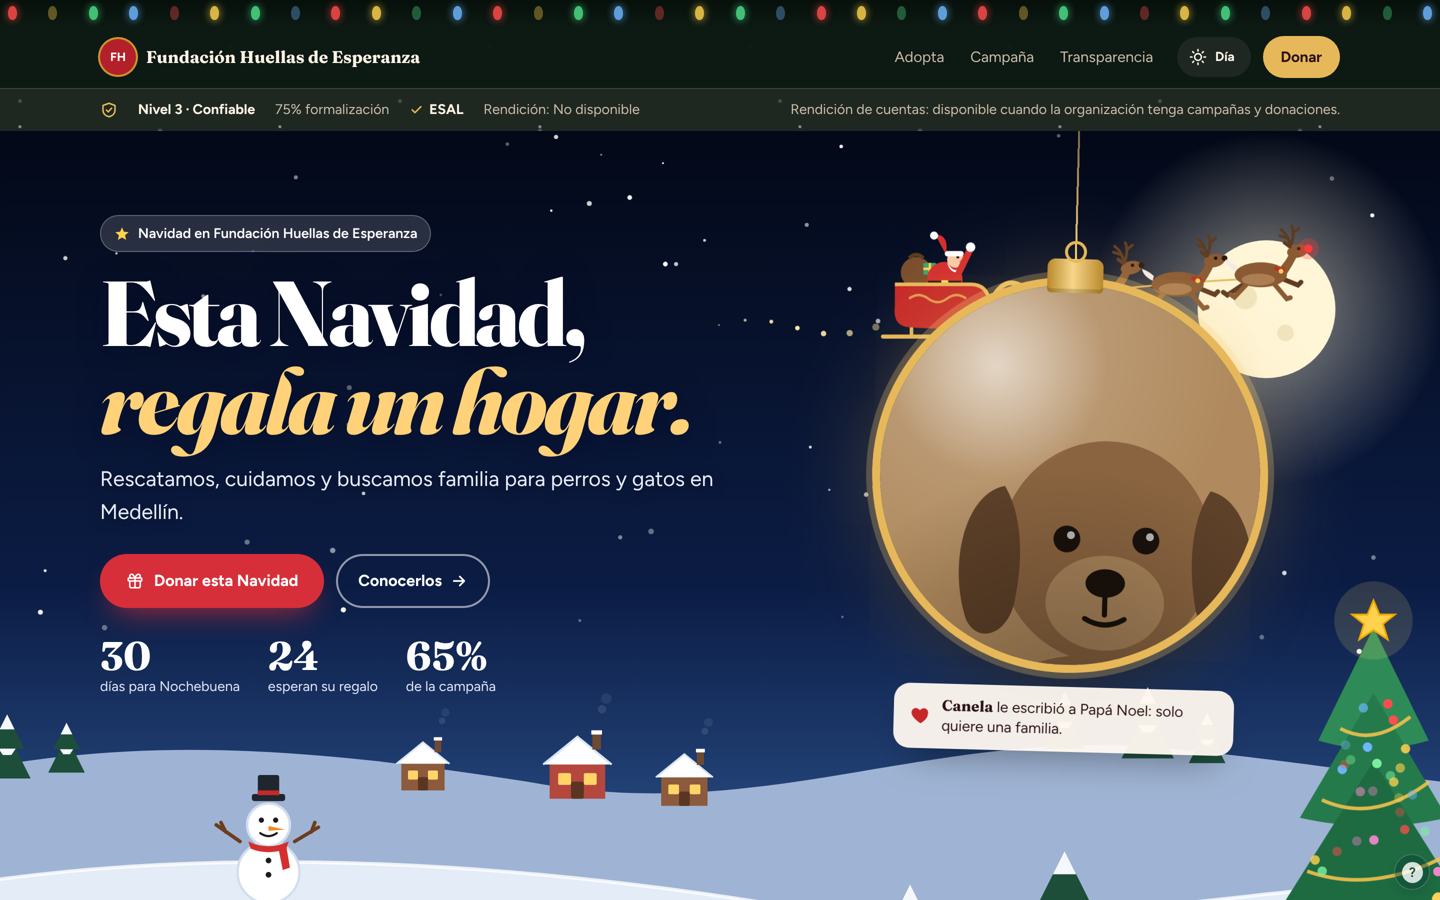 FH
Fundación Huellas de Esperanza
Adopta
Campaña
Transparencia
Día
Donar
Nivel 3 · Confiable
75% formalización
ESAL
Rendición: No disponible
Rendición de cuentas: disponible cuando la organización tenga campañas y donaciones.
Navidad en Fundación Huellas de Esperanza
Esta Navidad,
regala un hogar.
Rescatamos, cuidamos y buscamos familia para perros y gatos en
Medellín.
Donar esta Navidad
Conocerlos
30
días para Nochebuena
24
esperan su regalo
65%
de la campaña
Canela le escribió a Papá Noel: solo
quiere una familia.
?